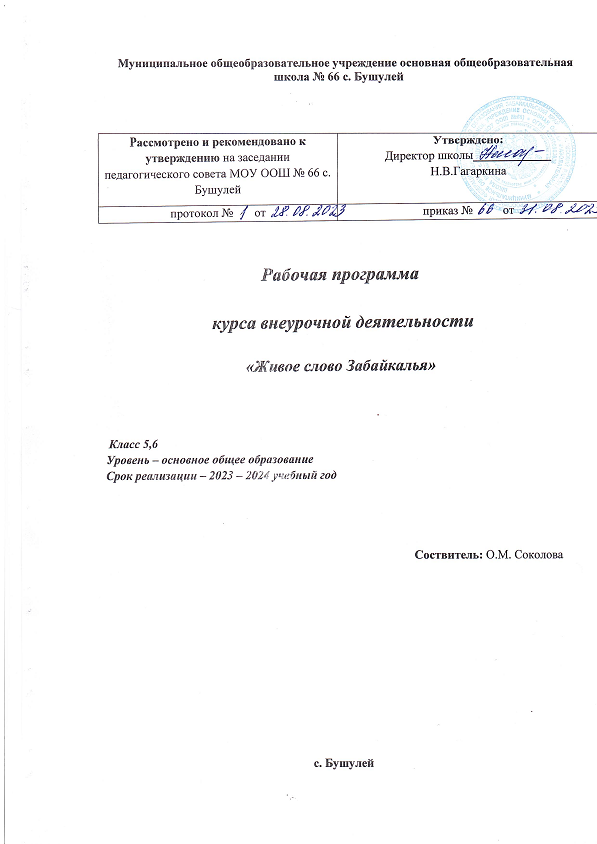 Муниципальное общеобразовательное учреждение основная общеобразовательная
школа № 66 с. Бушулей
Рассмотрено и рекомендовано к
утверждению на заседании
педагогического совета МОУ ООШ № 66 с.
Бушулей
протокол № 1 от 28.08.2023
Утверждено:
Директор школы
Н.В.Гагаркина
приказ № 66 от 31.08.202
Рабочая программа
курса внеурочной деятельности
«Живое слово Забайкалья»
Класс 5,6
Уровень – основное общее образование
Срок реализации – 2023 – 2024 учебный год
Соствитель: О.М. Соколова
с. Бушулей